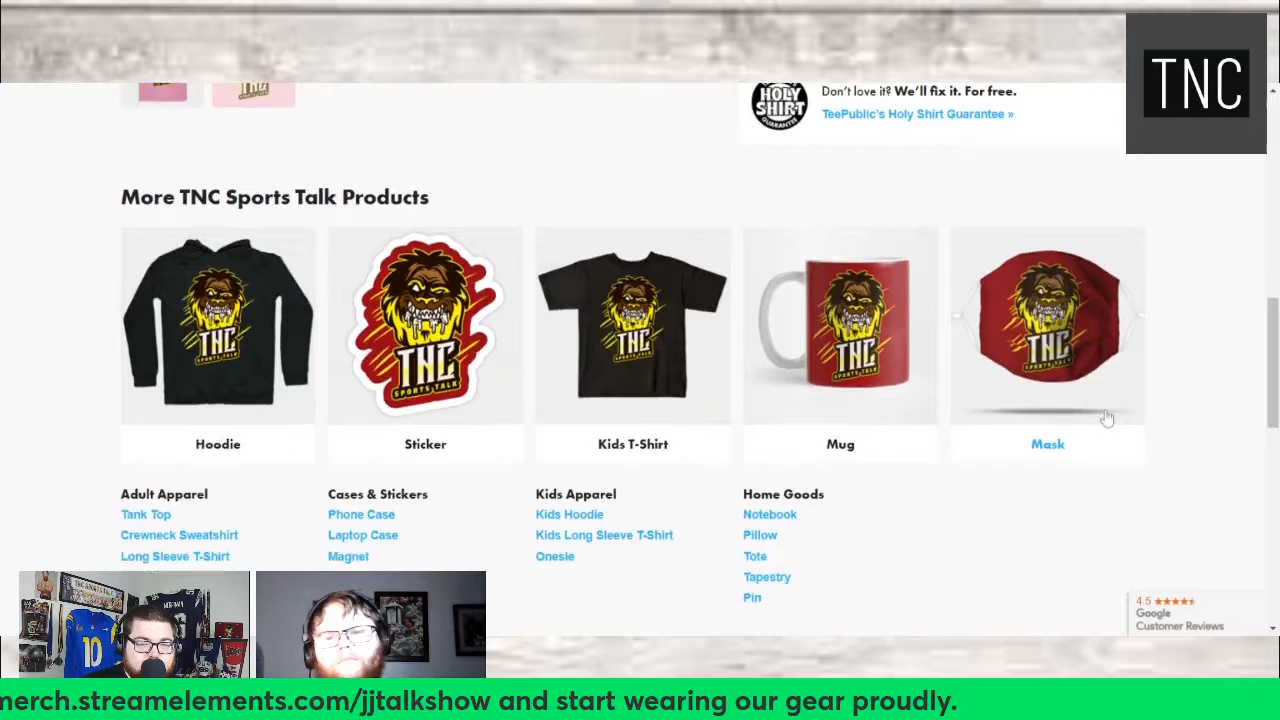 TNC
HOLY
SHIRT
GUARANTEE
Don't love it? We'll fix it. For free.
TeePublic's Holy Shirt Guarantee »
More TNC Sports Talk Products
TNC
SPORTS TALK
TNC
SPORTS TALK
TNC
SPORTS TALK
TNC
SPORTS TALK
TNC
SPORTS TALK
Hoodie
Sticker
Kids T-Shirt
Mug
Mask
Adult Apparel
Tank Top
Crewneck Sweatshirt
Long Sleeve T-Shirt
Cases & Stickers
Phone Case
Laptop Case
Magnet
Kids Apparel
Kids Hoodie
Kids Long Sleeve T-Shirt
Onesie
Home Goods
Notebook
Pillow
Tote
Tapestry
Pin
4.5 ★★★★★
Google
Customer Reviews
10
merch.streamelements.com/jjtalkshow and start wearing our gear proudly.